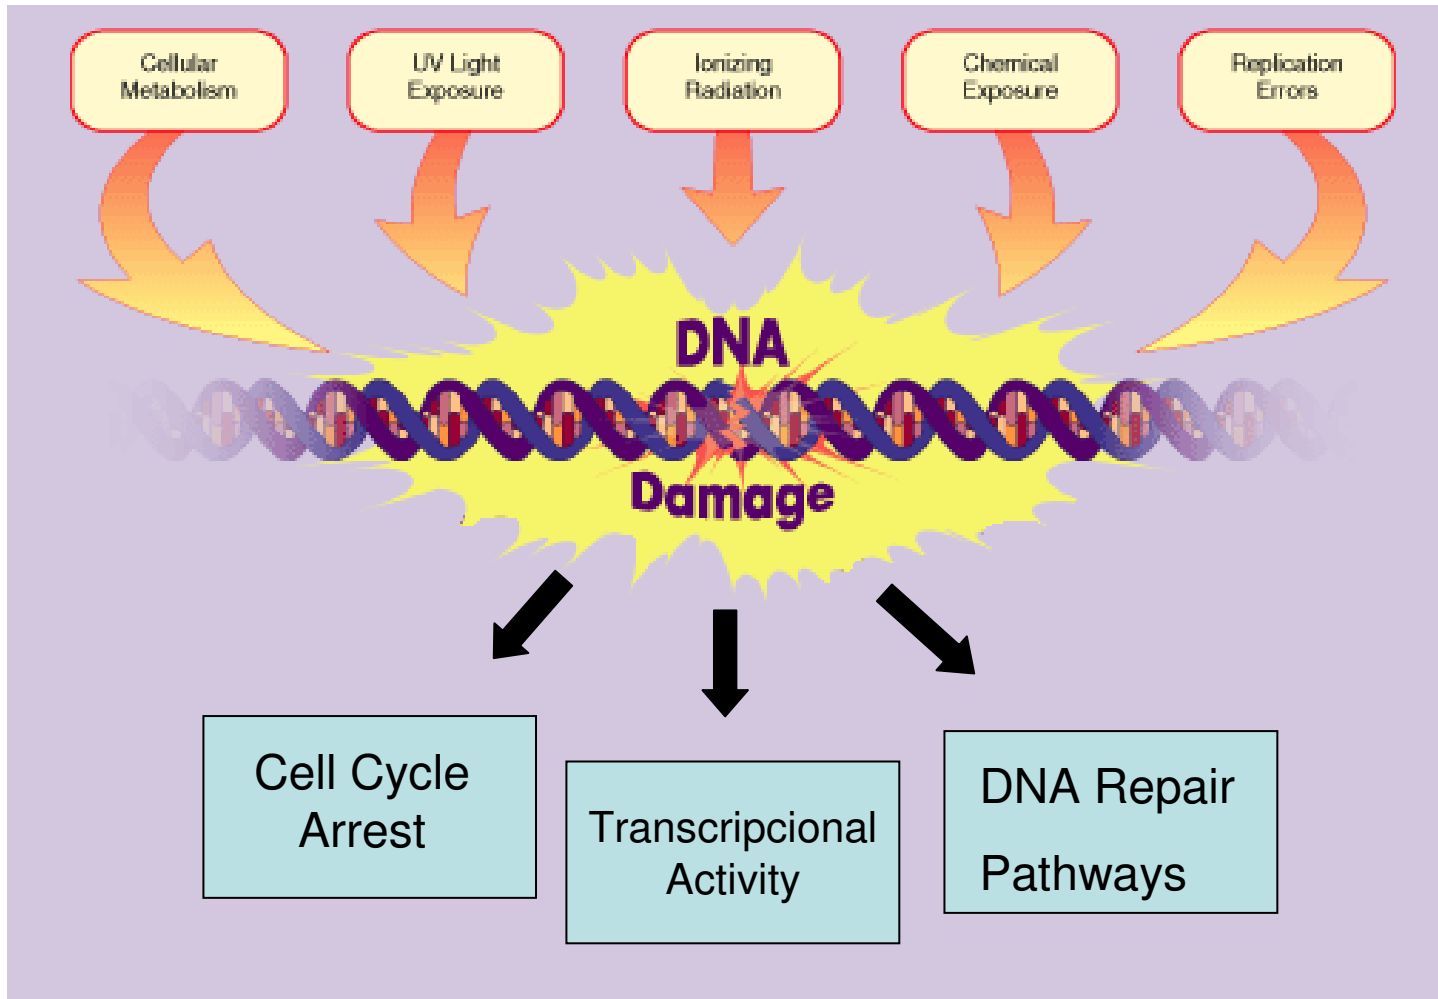 Cellular
Metabolism
UV Light
Exposure
Ionizing
Radiation
Chemical
Exposure
Replication
Errors
DNA
Damage
Cell Cycle
Arrest
Transcripcional
Activity
DNA Repair
Pathways